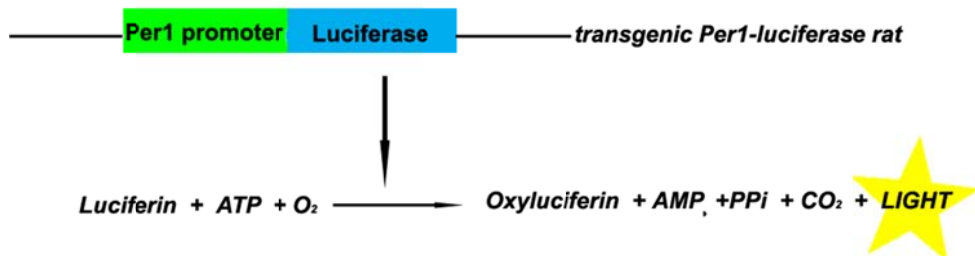 Per1 promoter Luciferase transgenic Per1-luciferase rat
Luciferin + ATP + O₂ Oxyluciferin + AMP, +PPi + CO₂ + LIGHT